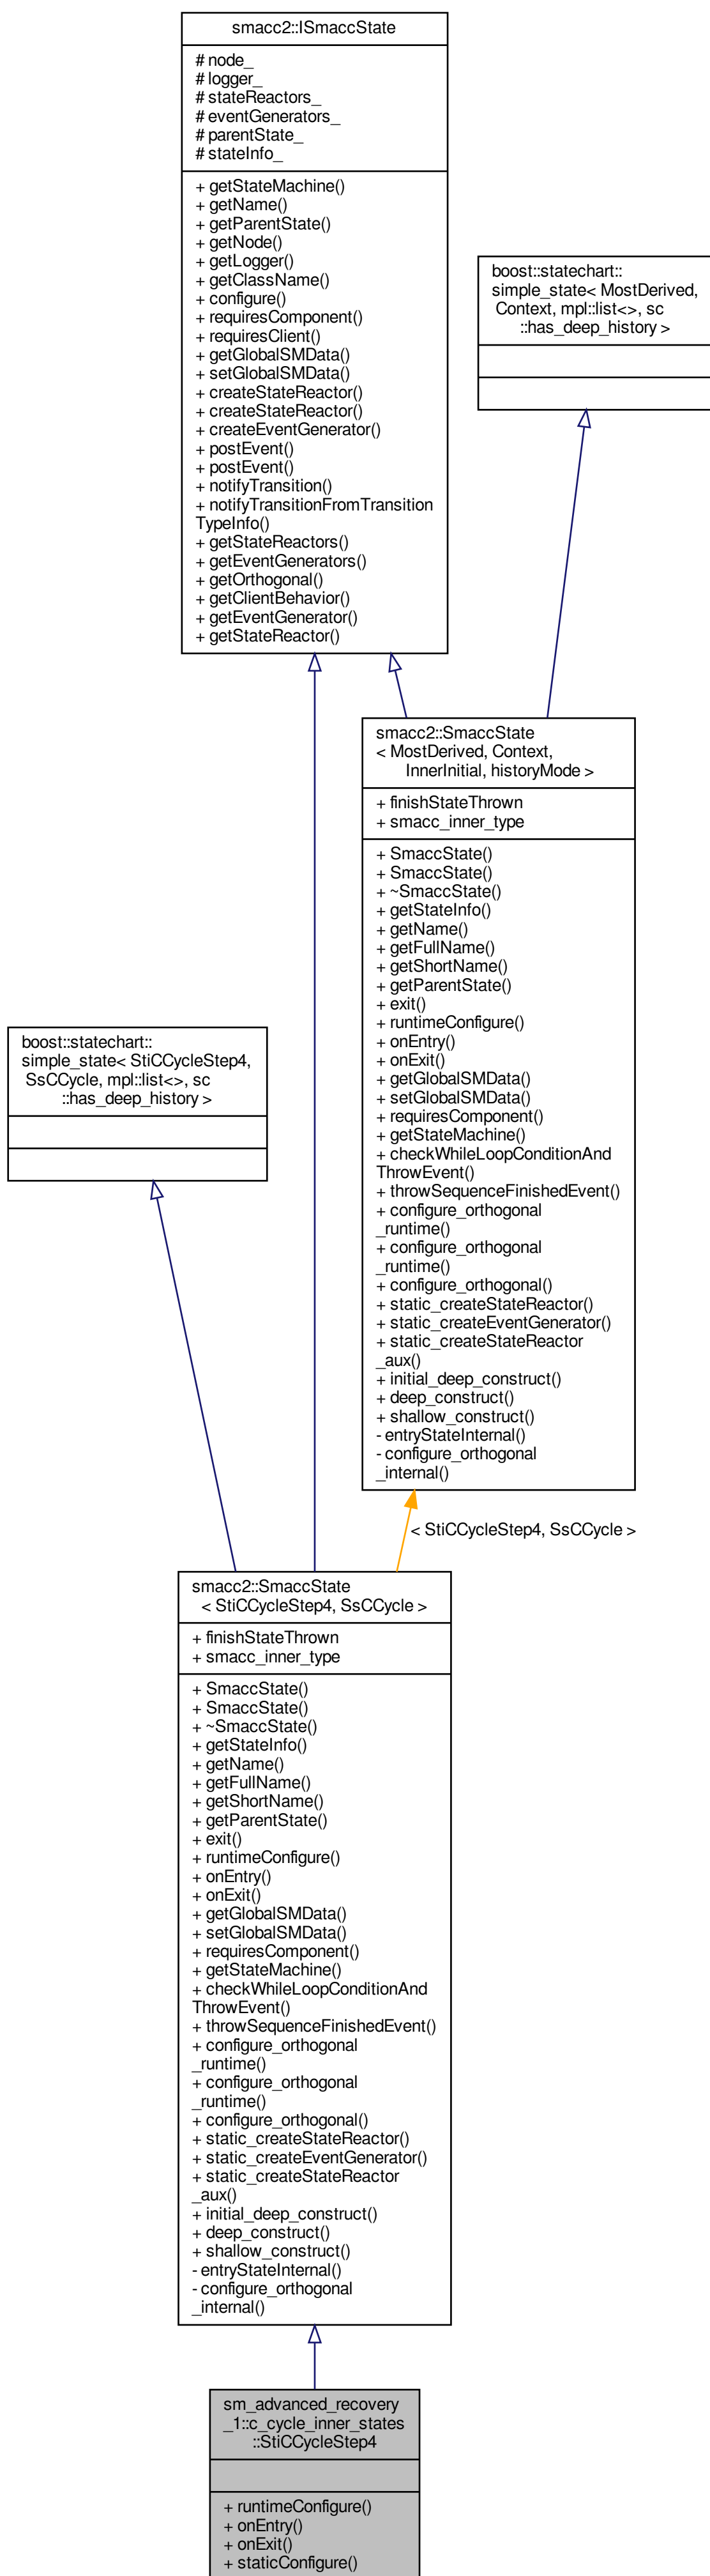 smacc2::ISmaccState
# node_
# logger_
# stateReactors_
# eventGenerators_
# parentState_
# stateInfo_
+ getStateMachine()
+ getName()
+ getParentState()
+ getNode()
+ getLogger()
+ getClassName()
+ configure()
+ requiresComponent()
+ requiresClient()
+ getGlobalSMData()
+ setGlobalSMData()
+ createStateReactor()
+ createStateReactor()
+ createEventGenerator()
+ postEvent()
+ postEvent()
+ notifyTransition()
+ notifyTransitionFromTransition
TypeInfo()
+ getStateReactors()
+ getEventGenerators()
+ getOrthogonal()
+ getClientBehavior()
+ getEventGenerator()
+ getStateReactor()
boost::statechart::
simple_state< MostDerived,
Context, mpl::list<>, sc
::has_deep_history >
smacc2::SmaccState
< MostDerived, Context,
InnerInitial, historyMode >
+ finishStateThrown
+ smacc_inner_type
+ SmaccState()
+ SmaccState()
+ ~SmaccState()
+ getStateInfo()
+ getName()
+ getFullName()
+ getShortName()
+ getParentState()
+ exit()
+ runtimeConfigure()
+ onEntry()
+ onExit()
+ getGlobalSMData()
+ setGlobalSMData()
+ requiresComponent()
+ getStateMachine()
+ checkWhileLoopConditionAnd
ThrowEvent()
+ throwSequenceFinishedEvent()
+ configure_orthogonal
_runtime()
+ configure_orthogonal
_runtime()
+ configure_orthogonal()
+ static_createStateReactor()
+ static_createEventGenerator()
+ static_createStateReactor
_aux()
+ initial_deep_construct()
+ deep_construct()
+ shallow_construct()
- entryStateInternal()
- configure_orthogonal
_internal()
boost::statechart::
simple_state< StiCCycleStep4,
SsCCycle, mpl::list<>, sc
::has_deep_history >
< StiCCycleStep4, SsCCycle >
smacc2::SmaccState
< StiCCycleStep4, SsCCycle >
+ finishStateThrown
+ smacc_inner_type
+ SmaccState()
+ SmaccState()
+ ~SmaccState()
+ getStateInfo()
+ getName()
+ getFullName()
+ getShortName()
+ getParentState()
+ exit()
+ runtimeConfigure()
+ onEntry()
+ onExit()
+ getGlobalSMData()
+ setGlobalSMData()
+ requiresComponent()
+ getStateMachine()
+ checkWhileLoopConditionAnd
ThrowEvent()
+ throwSequenceFinishedEvent()
+ configure_orthogonal
_runtime()
+ configure_orthogonal
_runtime()
+ configure_orthogonal()
+ static_createStateReactor()
+ static_createEventGenerator()
+ static_createStateReactor
_aux()
+ initial_deep_construct()
+ deep_construct()
+ shallow_construct()
- entryStateInternal()
- configure_orthogonal
_internal()
sm_advanced_recovery
_1::c_cycle_inner_states
::StiCCycleStep4
+ runtimeConfigure()
+ onEntry()
+ onExit()
+ staticConfigure()